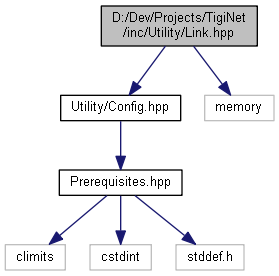 D:/Dev/Projects/TigiNet
/inc/Utility/Link.hpp
Utility/Config.hpp
memory
Prerequisites.hpp
climits
cstdint
stddef.h